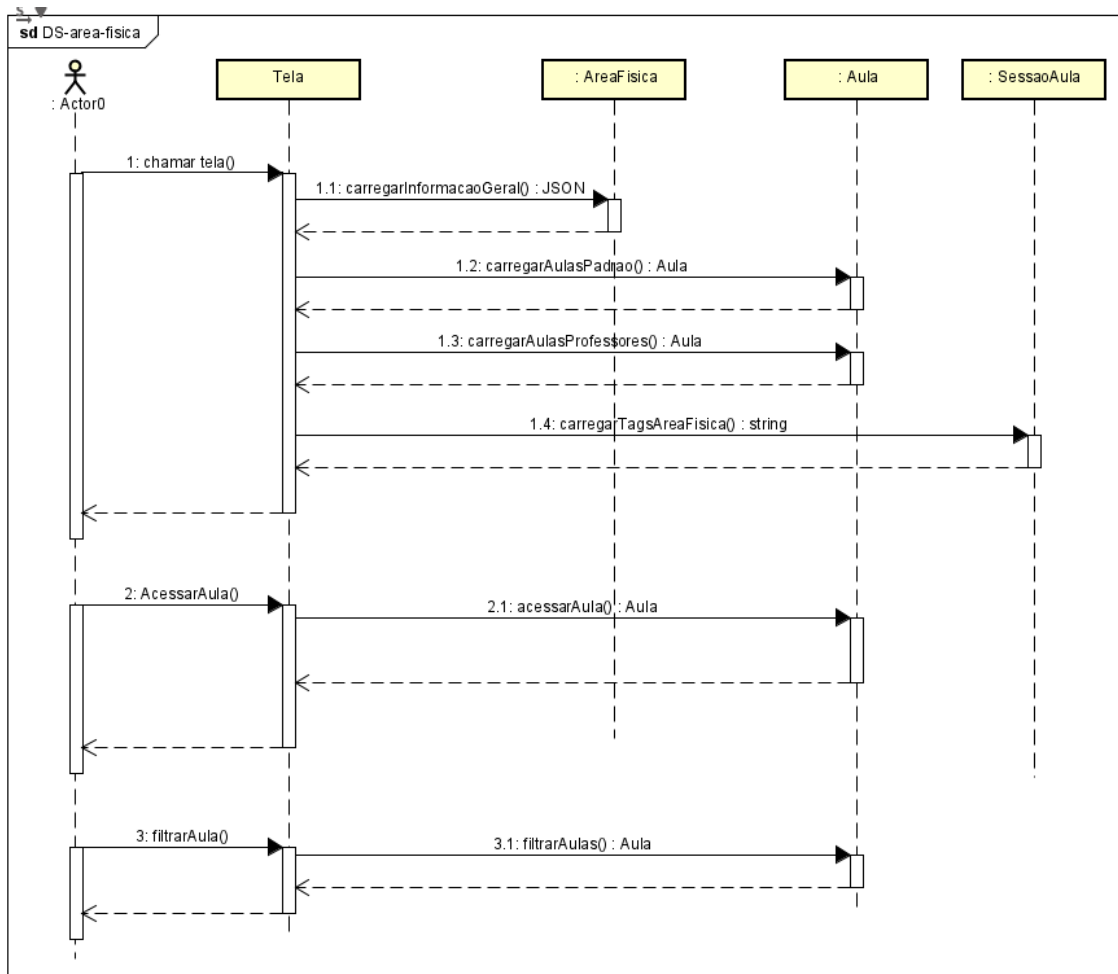 sd DS-area-fisica
: Actor0
Tela
: AreaFisica
: Aula
: SessaoAula
1: chamar tela()
1.1: carregarInformacaoGeral() : JSON
1.2: carregarAulasPadrao() : Aula
1.3: carregarAulasProfessores() : Aula
1.4: carregarTagsAreaFisica() : string
2: AcessarAula()
2.1: acessarAula() : Aula
3: filtrarAula()
3.1: filtrarAulas() : Aula